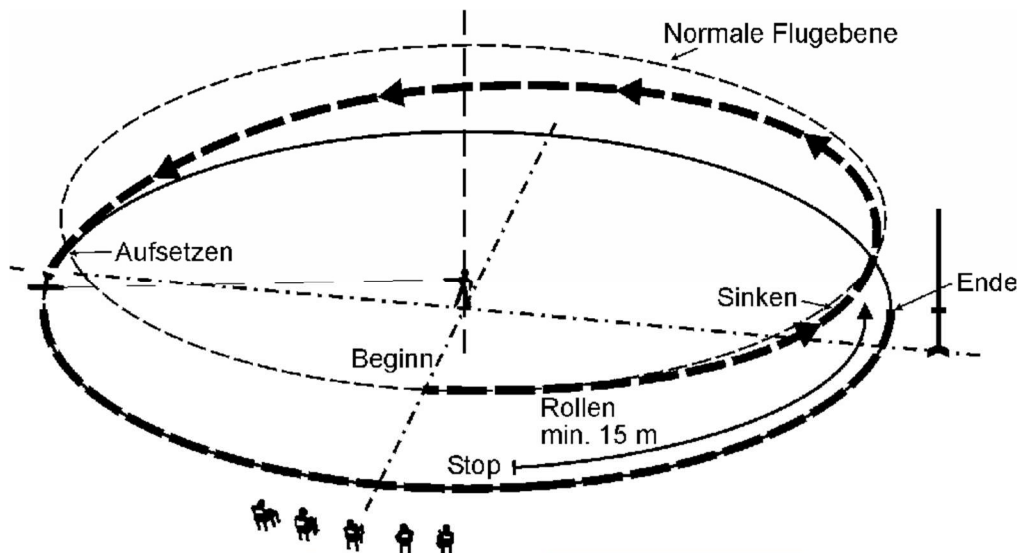 Normale Flugebene
Aufsetzen
Sinken
Ende
Beginn
Rollen
min. 15 m
Stop